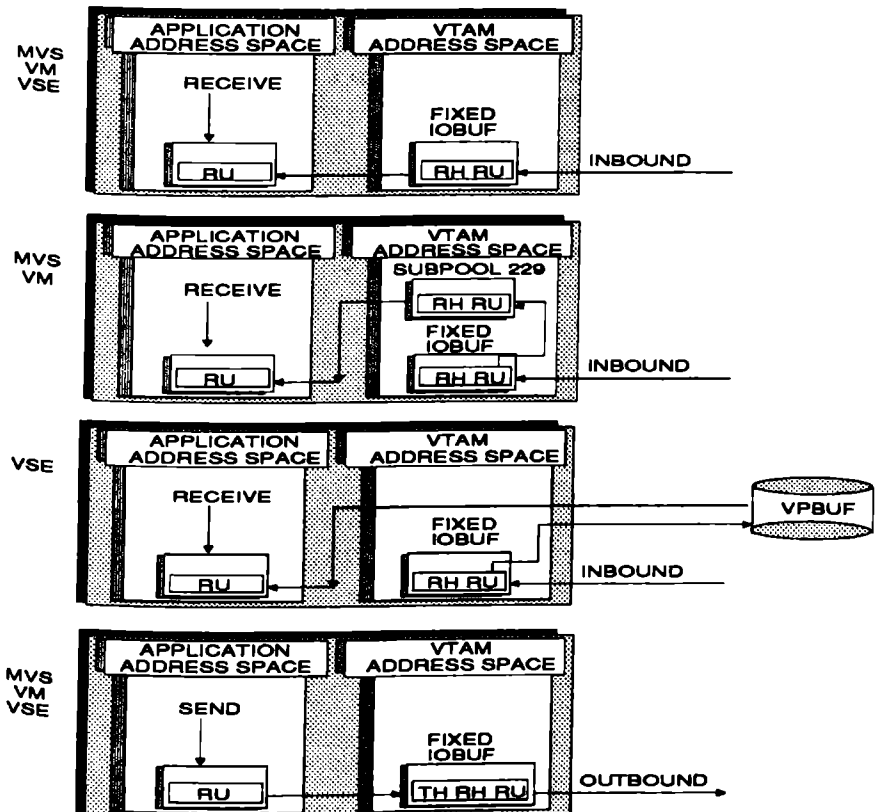 MVS
VM
VSE
APPLICATION
ADDRESS SPACE
VTAM
ADDRESS SPACE
RECEIVE
FIXED
IOBUF
RU
RH RU
INBOUND
MVS
VM
APPLICATION
ADDRESS SPACE
VTAM
ADDRESS SPACE
SUBPOOL 229
RECEIVE
RH RU
FIXED
IOBUF
RU
RH RU
INBOUND
VSE
APPLICATION
ADDRESS SPACE
VTAM
ADDRESS SPACE
RECEIVE
VPBUF
FIXED
IOBUF
RU
RH RU
INBOUND
MVS
VM
VSE
APPLICATION
ADDRESS SPACE
VTAM
ADDRESS SPACE
SEND
FIXED
IOBUF
RU
TH RH RU
OUTBOUND